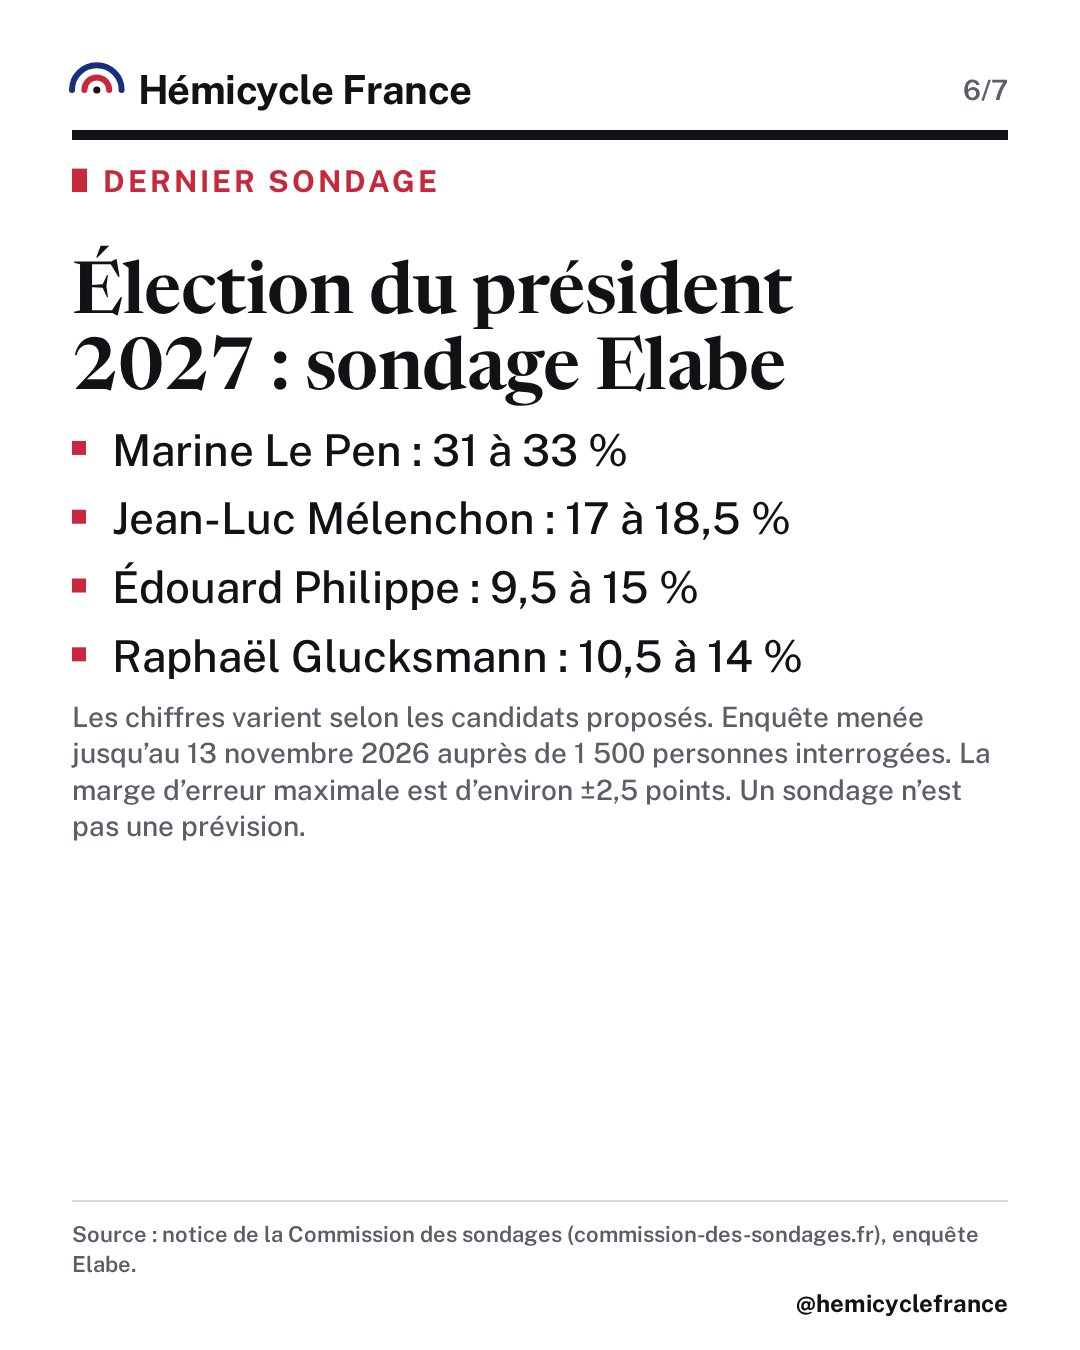 Hémicycle France
6/7
DERNIER SONDAGE
Élection du président
2027 : sondage Elabe
Marine Le Pen : 31 à 33 %
Jean-Luc Mélenchon : 17 à 18,5 %
Édouard Philippe : 9,5 à 15 %
Raphaël Glucksmann : 10,5 à 14 %
Les chiffres varient selon les candidats proposés. Enquête menée
jusqu’au 13 novembre 2026 auprès de 1 500 personnes interrogées. La
marge d’erreur maximale est d’environ ±2,5 points. Un sondage n’est
pas une prévision.
Source : notice de la Commission des sondages (commission-des-sondages.fr), enquête
Elabe.
@hemicyclefrance